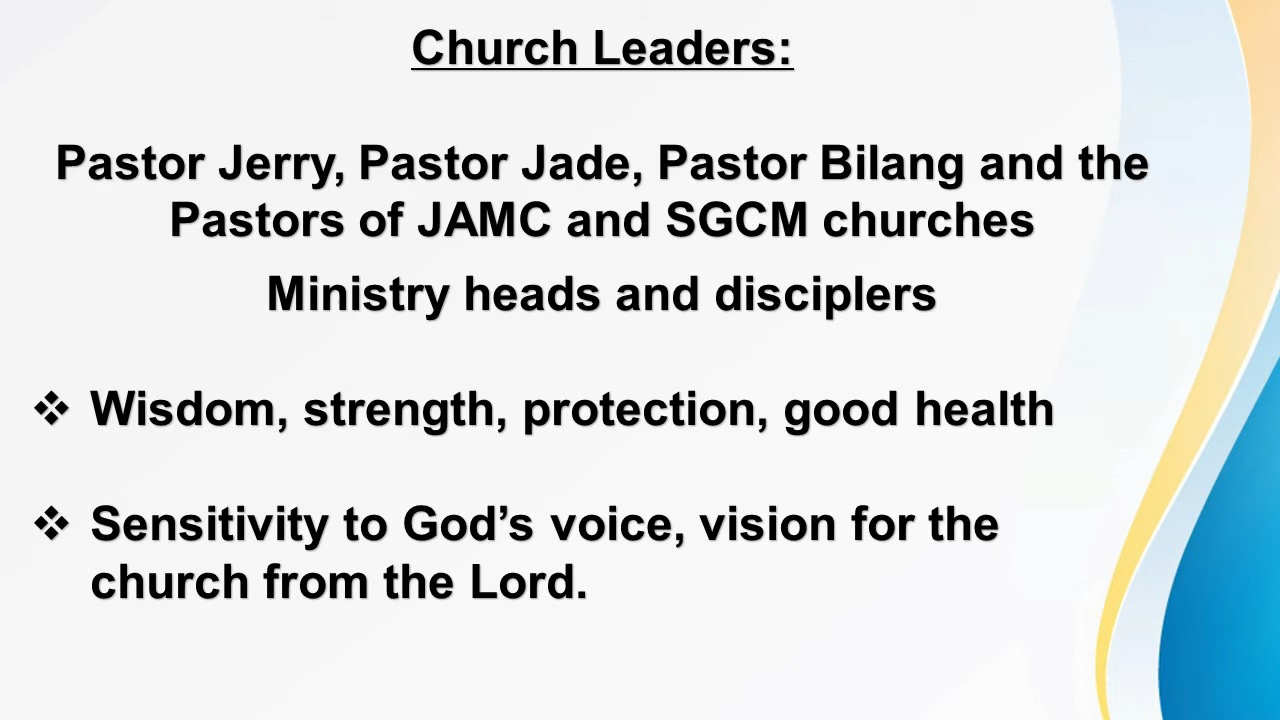 Church Leaders:
Pastor Jerry, Pastor Jade, Pastor Bilang and the
Pastors of JAMC and SGCM churches
Ministry heads and disciplers
❖ Wisdom, strength, protection, good health
❖ Sensitivity to God’s voice, vision for the
church from the Lord.